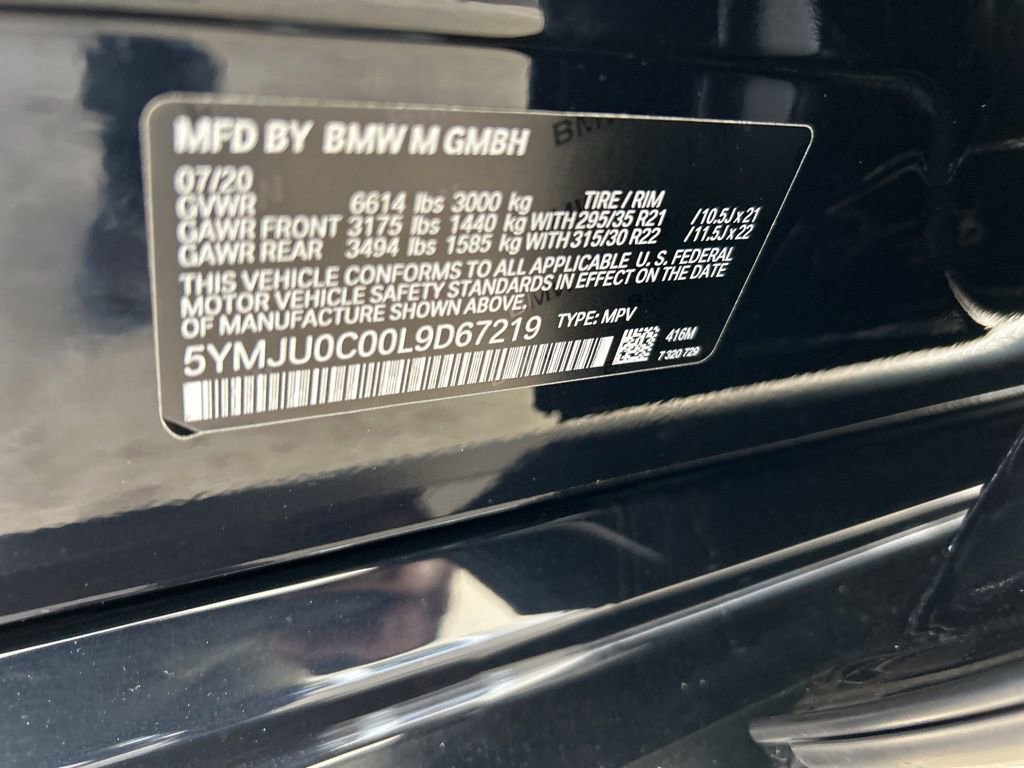 MFD BY BMW M GMBH
07/20
GVWR 6614 lbs 3000 kg TIRE / RIM
GAWR FRONT 3175 lbs 1440 kg WITH 295/35 R21 /10.5J x 21
GAWR REAR 3494 lbs 1585 kg WITH 315/30 R22 /11.5J x 22
THIS VEHICLE CONFORMS TO ALL APPLICABLE U.S. FEDERAL
MOTOR VEHICLE SAFETY STANDARDS IN EFFECT ON THE DATE
OF MANUFACTURE SHOWN ABOVE.
5YMJU0C00L9D67219 TYPE: MPV
416M
7 320 729